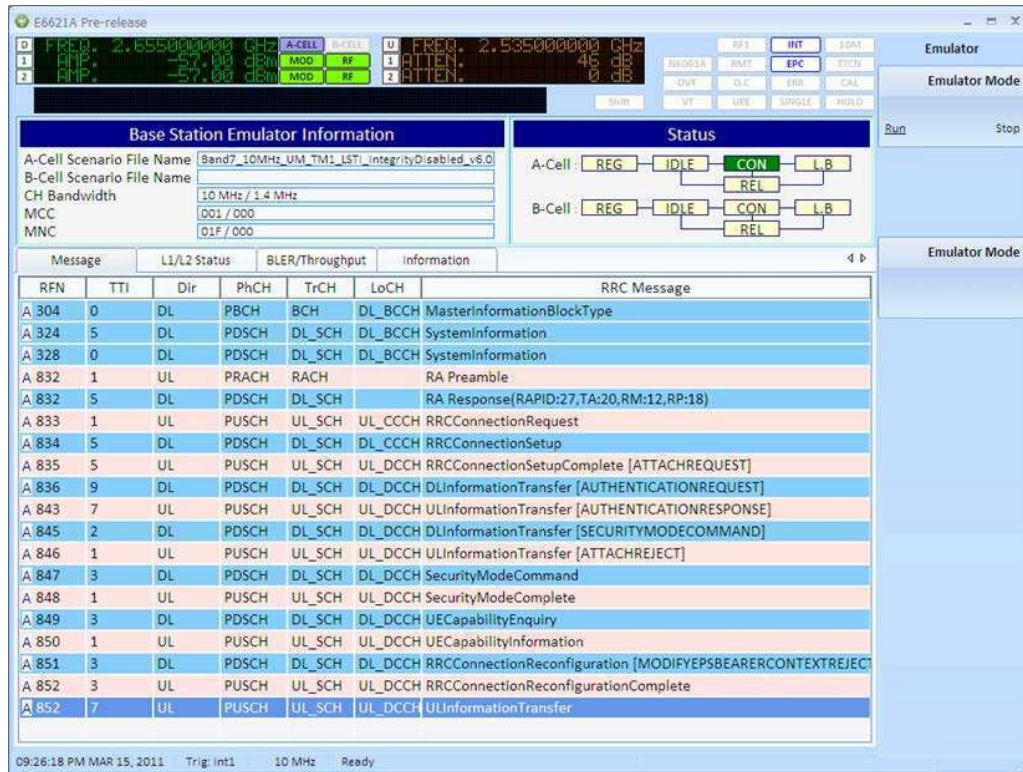 E6621A Pre-release
D FREQ. 2.655000000 GHz A-CELL B-CELL U FREQ. 2.535000000 GHz RF1 INT 10M
1 AMP. -57.00 dBm MOD RF 1 ATTEN. 46 dB N6061A RMT EPC TTCN
2 AMP. -57.00 dBm MOD RF 2 0 dB OVF O.C ERR CAL
Shift VT UEE SINGLE HOLD
Emulator
Emulator Mode
Run Stop
Emulator Mode
Base Station Emulator Information
A-Cell Scenario File Name Band7_10MHz_UM_TM1_LSTI_IntegrityDisabled_v6.0
B-Cell Scenario File Name
CH Bandwidth 10 MHz / 1.4 MHz
MCC 001 / 000
MNC 01F / 000
Status
A-Cell : REG IDLE CON L.B
REL
B-Cell : REG IDLE CON L.B
REL
Message L1/L2 Status BLER/Throughput Information
RFN TTI Dir PhCH TrCH LoCH RRC Message
A 304 0 DL PBCH BCH DL_BCCH MasterInformationBlockType
A 324 5 DL PDSCH DL_SCH DL_BCCH SystemInformation
A 328 0 DL PDSCH DL_SCH DL_BCCH SystemInformation
A 832 1 UL PRACH RACH RA Preamble
A 832 5 DL PDSCH DL_SCH RA Response(RAPID:27,TA:20,RM:12,RP:18)
A 833 1 UL PUSCH UL_SCH UL_CCCH RRCConnectionRequest
A 834 5 DL PDSCH DL_SCH DL_CCCH RRCConnectionSetup
A 835 5 UL PUSCH UL_SCH UL_DCCH RRCConnectionSetupComplete [ATTACHREQUEST]
A 836 9 DL PDSCH DL_SCH DL_DCCH DLInformationTransfer [AUTHENTICATIONREQUEST]
A 843 7 UL PUSCH UL_SCH UL_DCCH ULInformationTransfer [AUTHENTICATIONRESPONSE]
A 845 2 DL PDSCH DL_SCH DL_DCCH DLInformationTransfer [SECURITYMODECOMMAND]
A 846 1 UL PUSCH UL_SCH UL_DCCH ULInformationTransfer [ATTACHREJECT]
A 847 3 DL PDSCH DL_SCH DL_DCCH SecurityModeCommand
A 848 1 UL PUSCH UL_SCH UL_DCCH SecurityModeComplete
A 849 3 DL PDSCH DL_SCH DL_DCCH UECapabilityEnquiry
A 850 1 UL PUSCH UL_SCH UL_DCCH UECapabilityInformation
A 851 3 DL PDSCH DL_SCH DL_DCCH RRCConnectionReconfiguration [MODIFYEPSBEARERCONTEXTREJECT
A 852 3 UL PUSCH UL_SCH UL_DCCH RRCConnectionReconfigurationComplete
A 852 7 UL PUSCH UL_SCH UL_DCCH ULInformationTransfer
09:26:18 PM MAR 15, 2011 Trig: Int1 10 MHz Ready